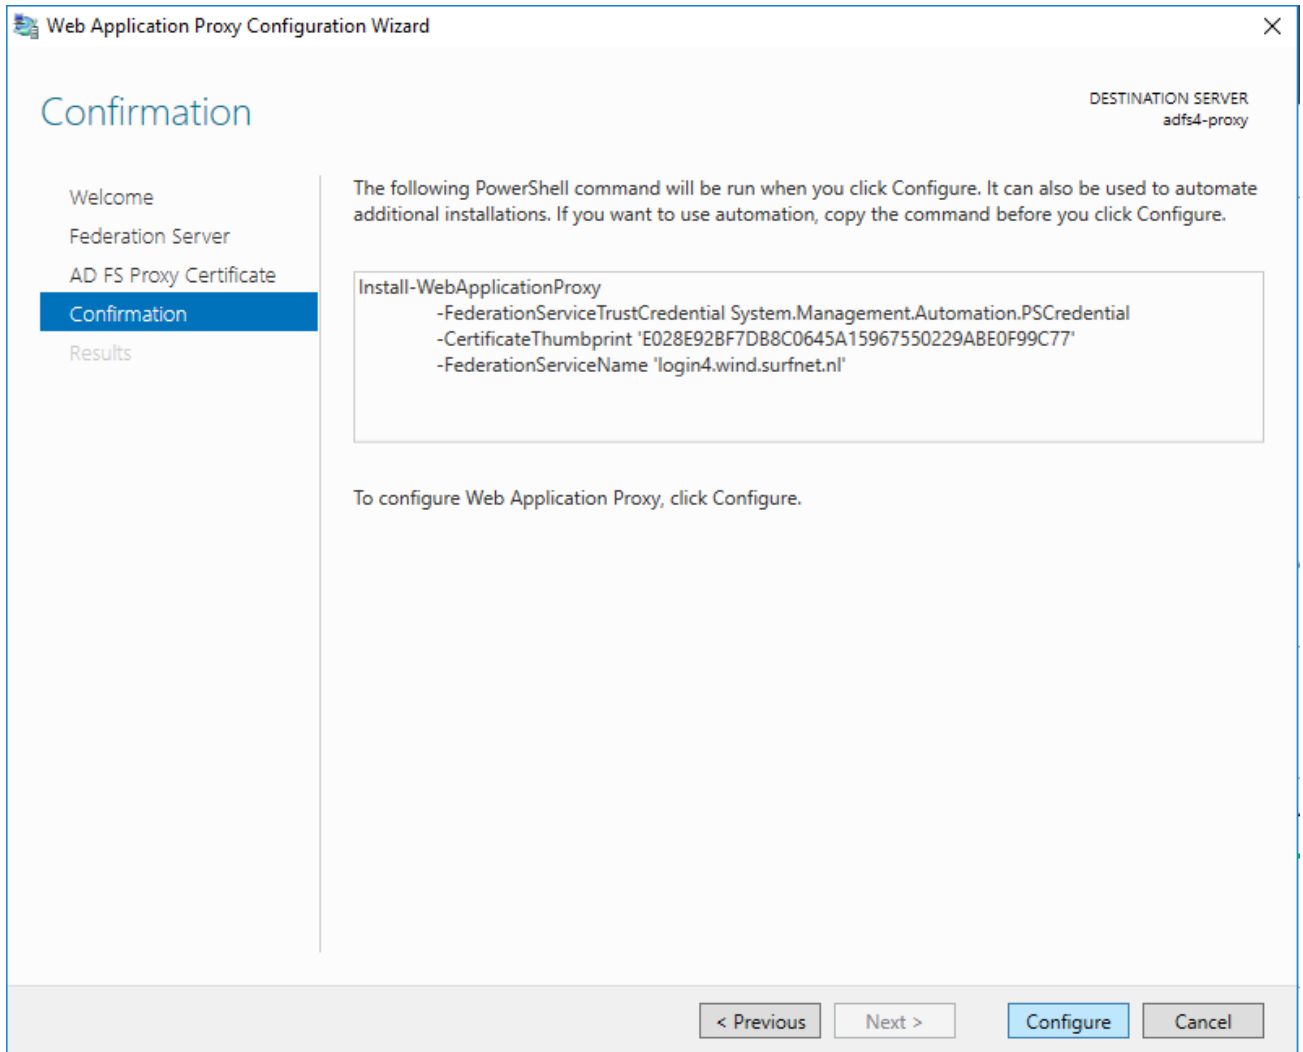 Web Application Proxy Configuration Wizard
Confirmation
DESTINATION SERVER
adfs4-proxy
Welcome
Federation Server
AD FS Proxy Certificate
Confirmation
Results
The following PowerShell command will be run when you click Configure. It can also be used to automate
additional installations. If you want to use automation, copy the command before you click Configure.
Install-WebApplicationProxy
-FederationServiceTrustCredential System.Management.Automation.PSCredential
-CertificateThumbprint 'E028E92BF7DB8C0645A15967550229ABE0F99C77'
-FederationServiceName 'login4.wind.surfnet.nl'
To configure Web Application Proxy, click Configure.
< Previous
Next >
Configure
Cancel